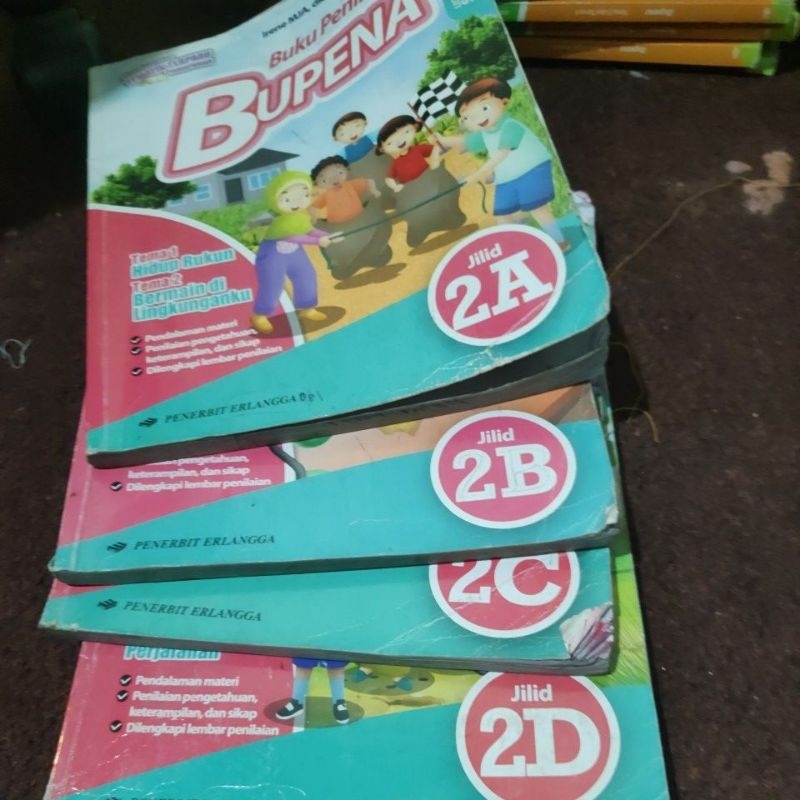 Irene MJA,
Buku
BUPENA
Tema 1
Hidup Rukun
Tema 2
Bermain di
Lingkunganku
Pendalaman materi
Penilaian pengetahuan,
keterampilan, dan sikap
Dilengkapi lembar penilaian
Jilid
2A
PENERBIT ERLANGGA
pengetahuan,
keterampilan, dan sikap
Dilengkapi lembar penilaian
Jilid
2B
PENERBIT ERLANGGA
2C
PENERBIT ERLANGGA
Perjalanan
Pendalaman materi
Penilaian pengetahuan,
keterampilan, dan sikap
Dilengkapi lembar penilaian
Jilid
2D